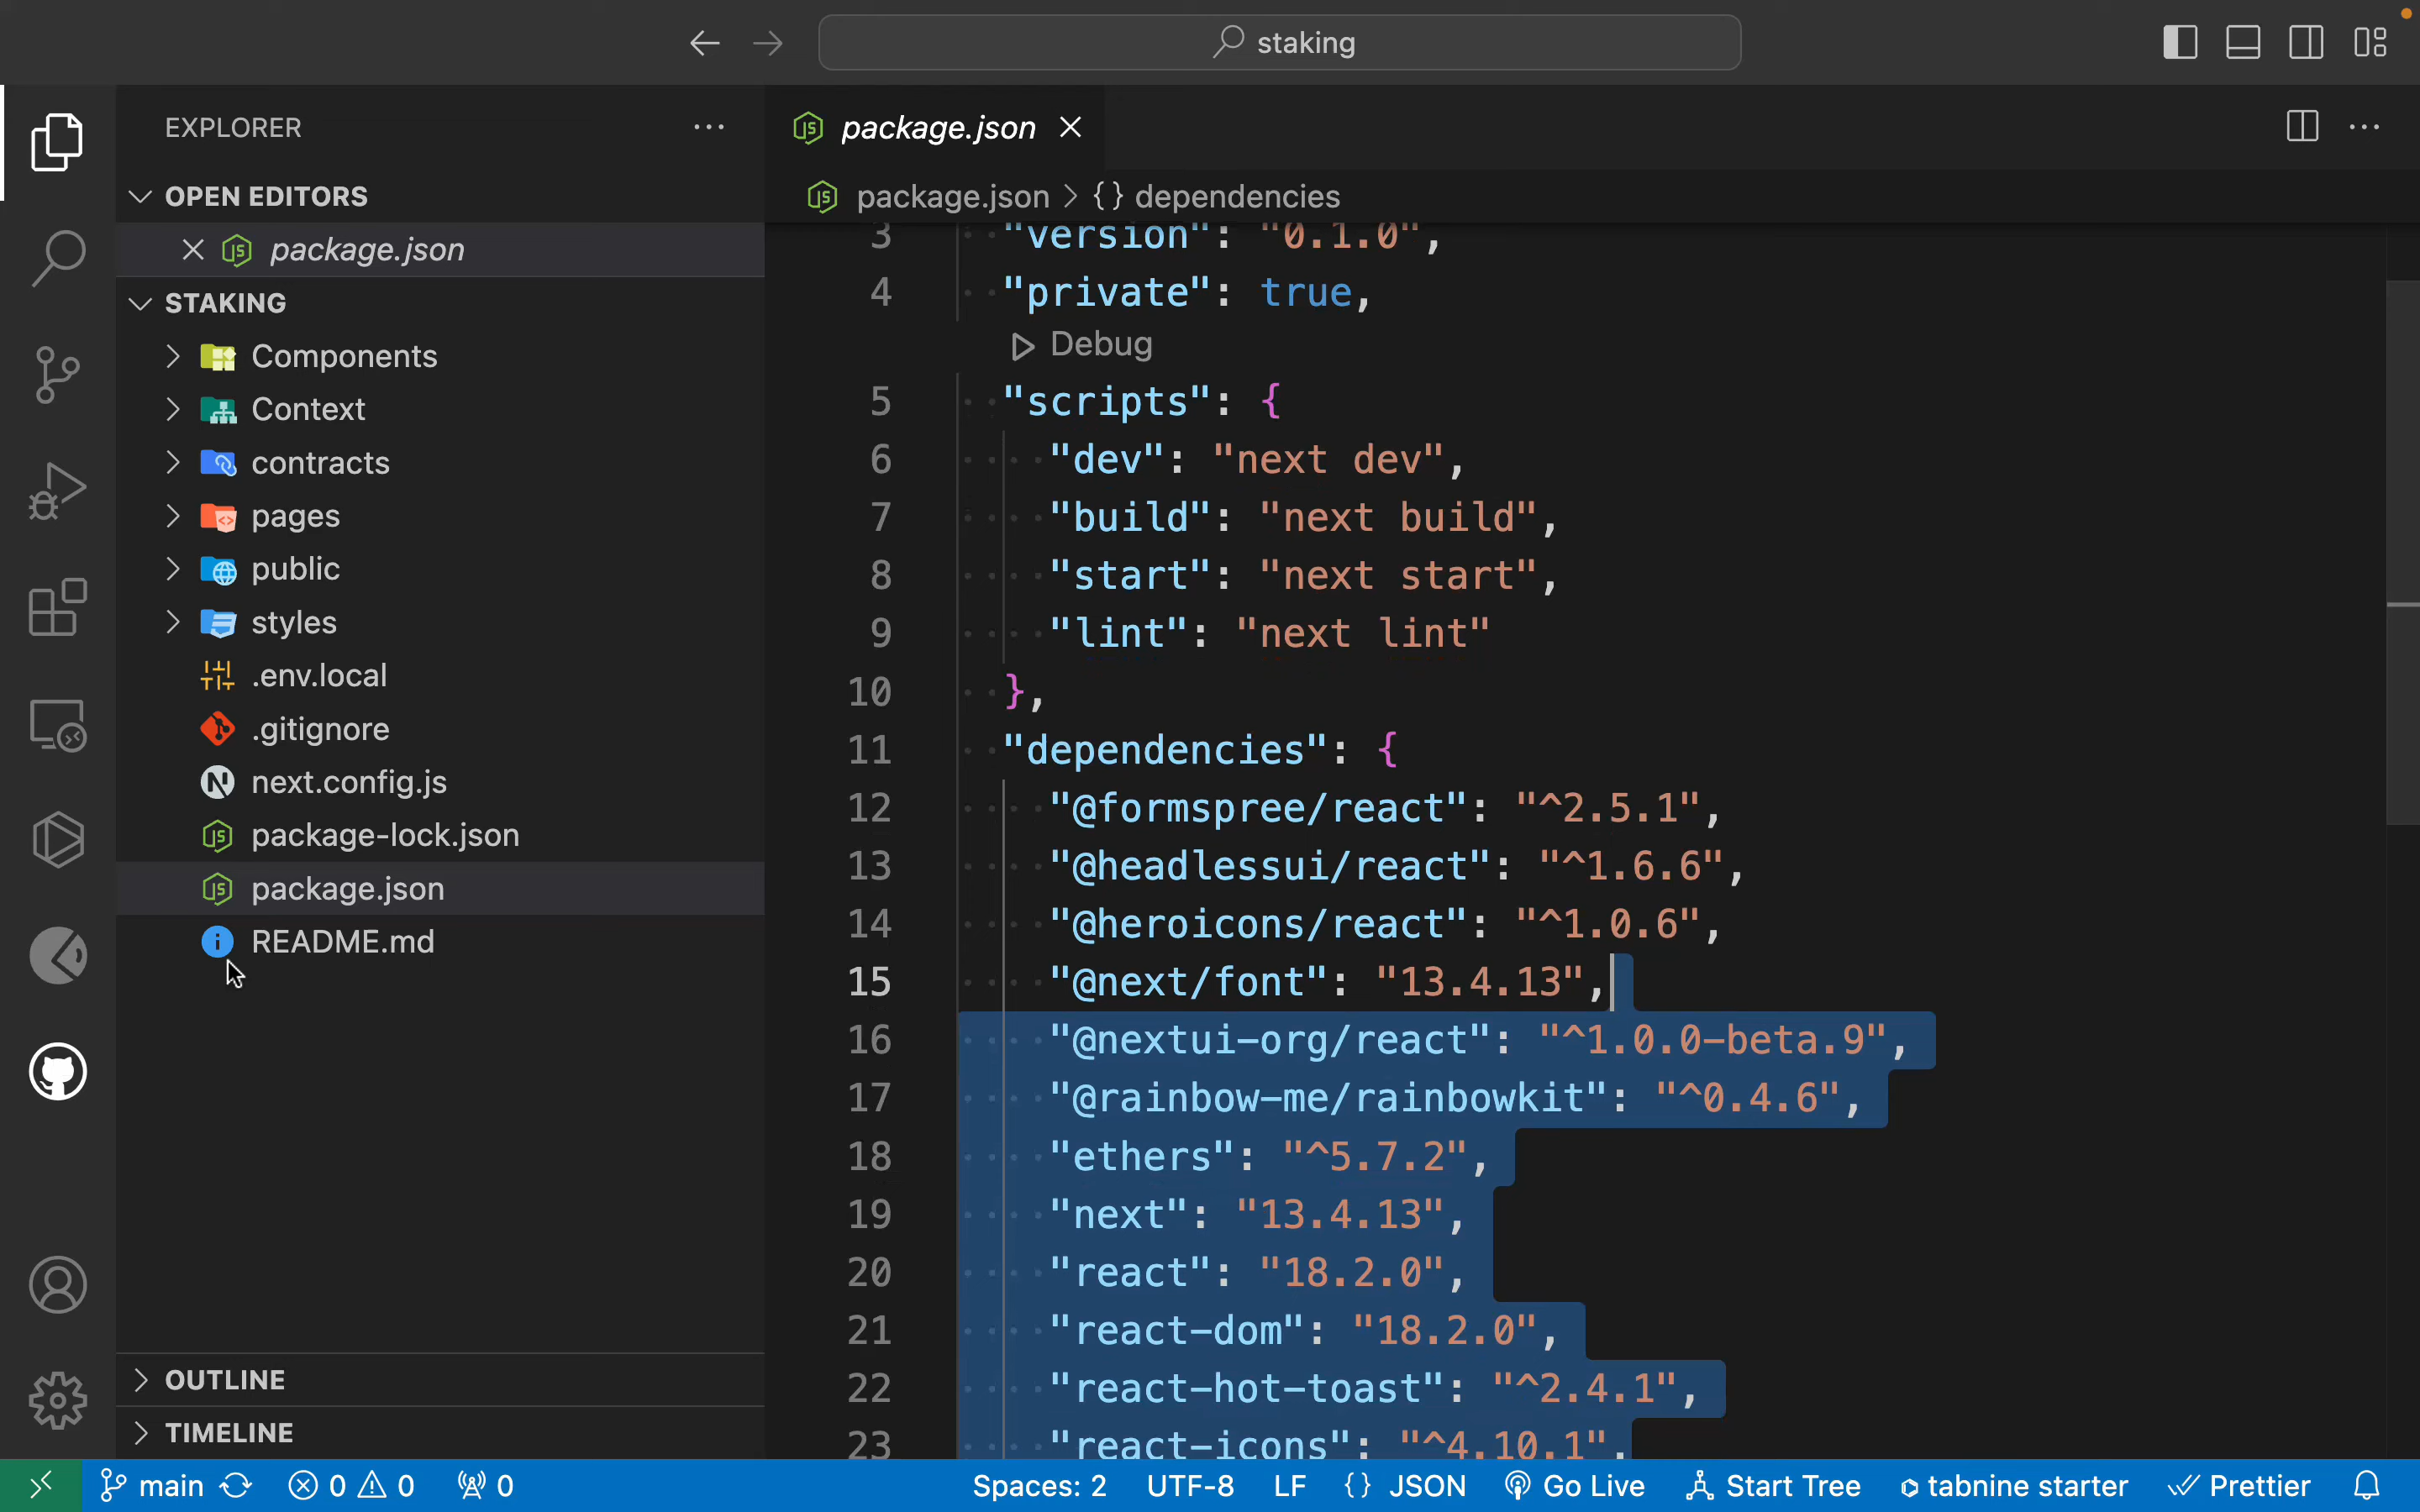 staking
EXPLORER
OPEN EDITORS
package.json
STAKING
Components
Context
contracts
pages
public
styles
.env.local
.gitignore
next.config.js
package-lock.json
package.json
README.md
OUTLINE
TIMELINE
package.json
package.json > {} dependencies
3 "version": "0.1.0",
4 "private": true,
Debug
5 "scripts": {
6 "dev": "next dev",
7 "build": "next build",
8 "start": "next start",
9 "lint": "next lint"
10 },
11 "dependencies": {
12 "@formspree/react": "^2.5.1",
13 "@headlessui/react": "^1.6.6",
14 "@heroicons/react": "^1.0.6",
15 "@next/font": "13.4.13",
16 "@nextui-org/react": "^1.0.0-beta.9",
17 "@rainbow-me/rainbowkit": "^0.4.6",
18 "ethers": "^5.7.2",
19 "next": "13.4.13",
20 "react": "18.2.0",
21 "react-dom": "18.2.0",
22 "react-hot-toast": "^2.4.1",
23 "react-icons": "^4.10.1",
main 0 0 0 Spaces: 2 UTF-8 LF {} JSON Go Live Start Tree tabnine starter Prettier